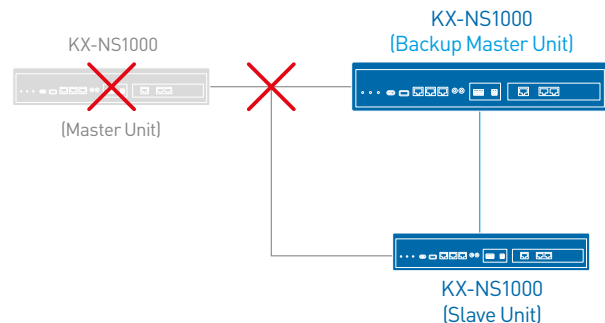 KX-NS1000
(Master Unit)
KX-NS1000
(Backup Master Unit)
KX-NS1000
(Slave Unit)